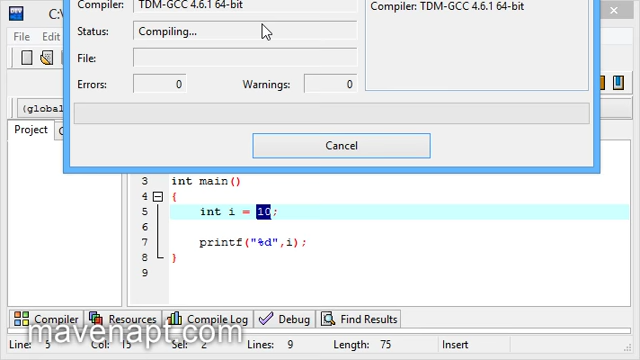 C:\
Compiler: TDM-GCC 4.6.1 64-bit
Compiler: TDM-GCC 4.6.1 64-bit
Status: Compiling...
File Edit
File:
Errors: 0 Warnings: 0
(global
Project
Cancel
3 int main()
4 {
5 int i = 10;
6
7 printf("%d",i);
8 }
9
Compiler Resources Compile Log Debug Find Results
mavenapt.com
Line: 5 Col: 15 Sel: 2 Lines: 9 Length: 75 Insert